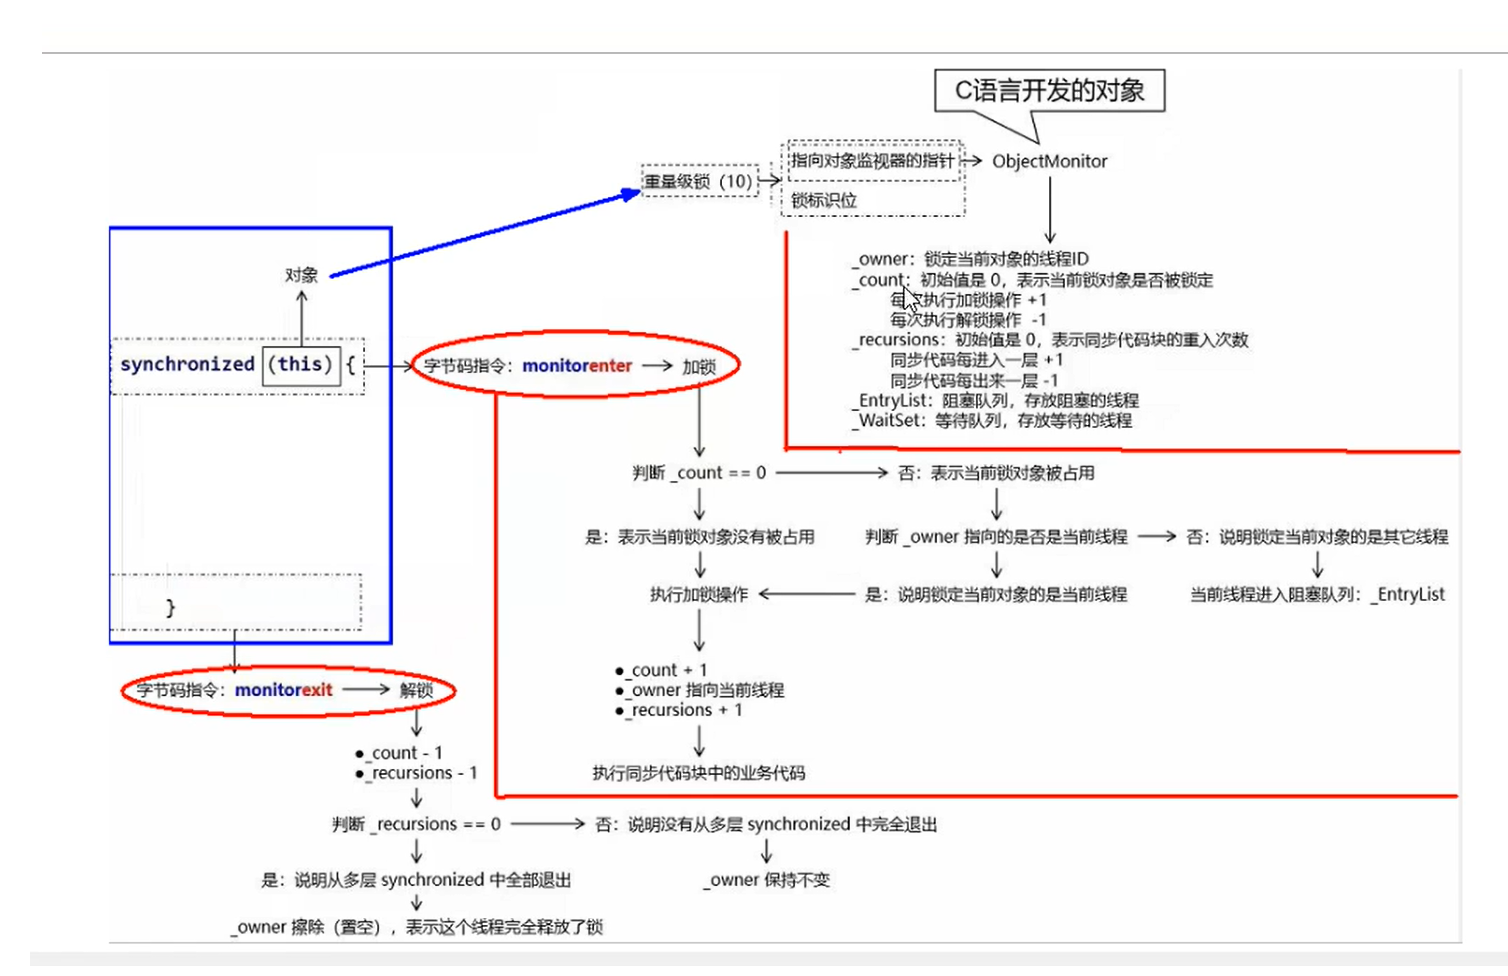 C语言开发的对象
指向对象监视器的指针
ObjectMonitor
重量级锁（10）
锁标识位
_owner：锁定当前对象的线程ID
_count：初始值是 0，表示当前锁对象是否被锁定
每次执行加锁操作 +1
每次执行解锁操作 -1
_recursions：初始值是 0，表示同步代码块的重入次数
同步代码每进入一层 +1
同步代码每出来一层 -1
_EntryList：阻塞队列，存放阻塞的线程
_WaitSet：等待队列，存放等待的线程
对象
synchronized (this) {
}
字节码指令：monitorenter
加锁
判断 _count == 0
否：表示当前锁对象被占用
是：表示当前锁对象没有被占用
判断 _owner 指向的是否是当前线程
否：说明锁定当前对象的是其它线程
执行加锁操作
是：说明锁定当前对象的是当前线程
当前线程进入阻塞队列：_EntryList
●_count + 1
●_owner 指向当前线程
●_recursions + 1
执行同步代码块中的业务代码
字节码指令：monitorexit
解锁
●_count - 1
●_recursions - 1
判断 _recursions == 0
否：说明没有从多层 synchronized 中完全退出
是：说明从多层 synchronized 中全部退出
_owner 保持不变
_owner 擦除（置空），表示这个线程完全释放了锁